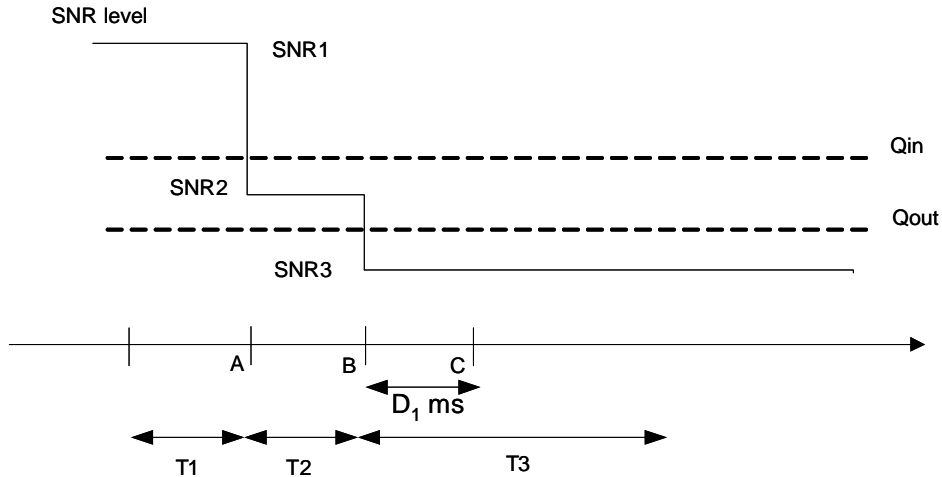 SNR level
SNR1
Qin
SNR2
Qout
SNR3
A
B
C
D₁ ms
T1
T2
T3